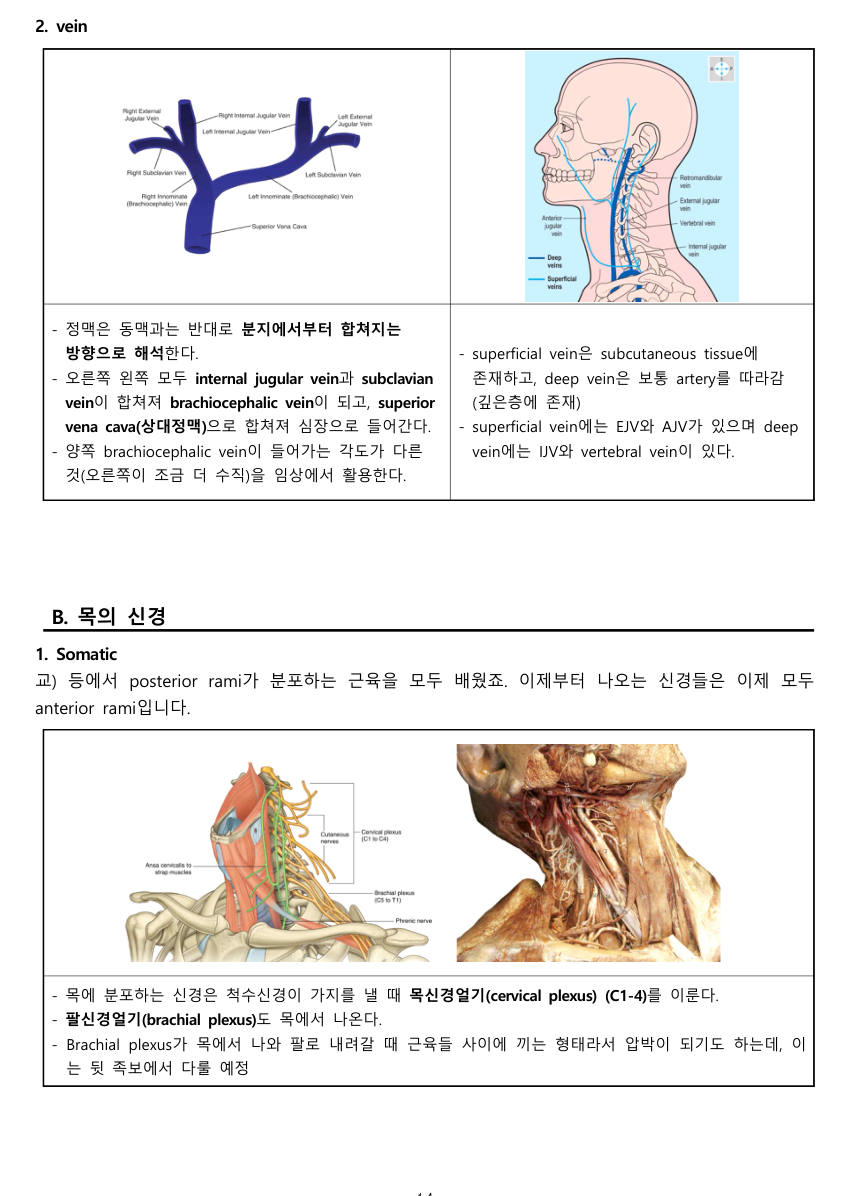 2. vein
Right External
Jugular Vein
Right Internal Jugular Vein
Left Internal Jugular Vein
Left External
Jugular Vein
Right Subclavian Vein
Left Subclavian Vein
Right Innominate
(Brachiocephalic) Vein
Left Innominate (Brachiocephalic) Vein
Superior Vena Cava
Retromandibular
vein
External jugular
vein
Vertebral vein
Anterior
jugular
vein
Internal jugular
vein
Deep
veins
Superficial
veins
- 정맥은 동맥과는 반대로 분지에서부터 합쳐지는
방향으로 해석한다.
- 오른쪽 왼쪽 모두 internal jugular vein과 subclavian
vein이 합쳐져 brachiocephalic vein이 되고, superior
vena cava(상대정맥)으로 합쳐져 심장으로 들어간다.
- 양쪽 brachiocephalic vein이 들어가는 각도가 다른
것(오른쪽이 조금 더 수직)을 임상에서 활용한다.
- superficial vein은 subcutaneous tissue에
존재하고, deep vein은 보통 artery를 따라감
(깊은층에 존재)
- superficial vein에는 EJV와 AJV가 있으며 deep
vein에는 IJV와 vertebral vein이 있다.
B. 목의 신경
1. Somatic
교) 등에서 posterior rami가 분포하는 근육을 모두 배웠죠. 이제부터 나오는 신경들은 이제 모두
anterior rami입니다.
Cutaneous
nerves
Cervical plexus
(C1 to C4)
Ansa cervicalis to
strap muscles
Brachial plexus
(C5 to T1)
Phrenic nerve
- 목에 분포하는 신경은 척수신경이 가지를 낼 때 목신경얼기(cervical plexus) (C1-4)를 이룬다.
- 팔신경얼기(brachial plexus)도 목에서 나온다.
- Brachial plexus가 목에서 나와 팔로 내려갈 때 근육들 사이에 끼는 형태라서 압박이 되기도 하는데, 이
는 뒷 족보에서 다룰 예정